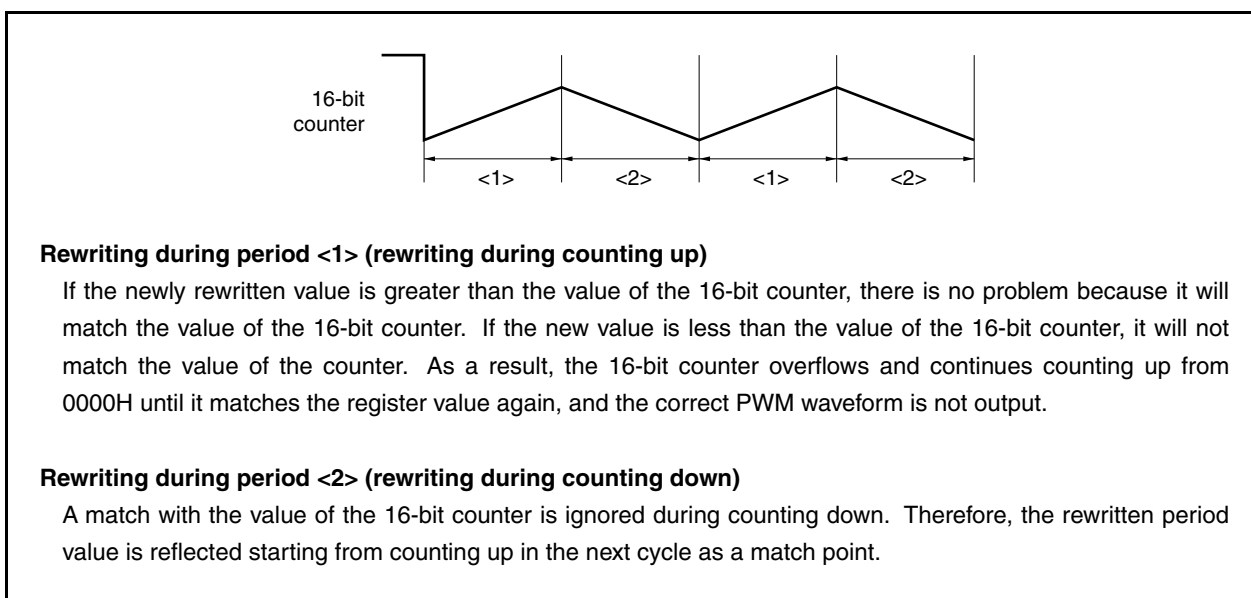 16-bit
counter
<1> <2> <1> <2>
Rewriting during period <1> (rewriting during counting up)
If the newly rewritten value is greater than the value of the 16-bit counter, there is no problem because it will
match the value of the 16-bit counter. If the new value is less than the value of the 16-bit counter, it will not
match the value of the counter. As a result, the 16-bit counter overflows and continues counting up from
0000H until it matches the register value again, and the correct PWM waveform is not output.
Rewriting during period <2> (rewriting during counting down)
A match with the value of the 16-bit counter is ignored during counting down. Therefore, the rewritten period
value is reflected starting from counting up in the next cycle as a match point.